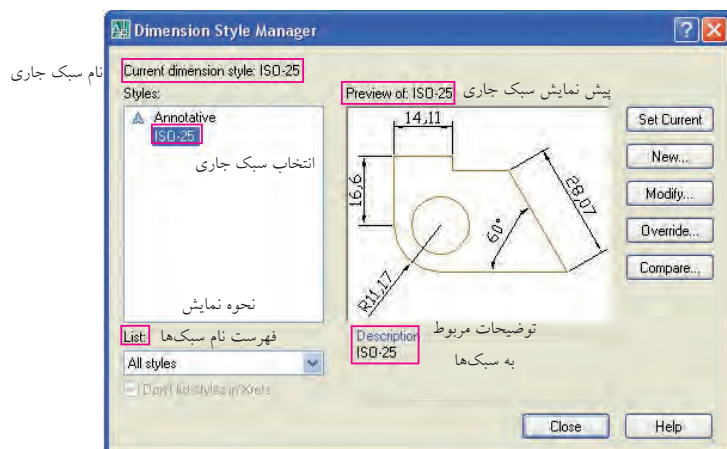 Dimension Style Manager
نام سبک جاری
Current dimension style: ISO-25
Styles:
Annotative
ISO-25
انتخاب سبک جاری
نحوه نمایش
Preview of: ISO-25
پیش نمایش سبک جاری
14,11
16,6
28,07
60°
R11,17
Set Current
New...
Modify...
Override...
Compare...
List:
فهرست نام سبک‌ها
All styles
Don't list styles in Xrefs
Description
ISO-25
توضیحات مربوط
به سبک‌ها
Close
Help